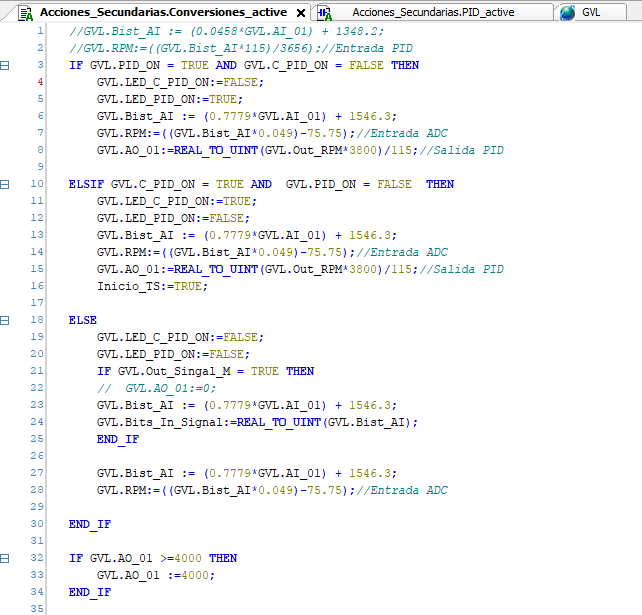 Acciones_Secundarias.Conversiones_active
Acciones_Secundarias.PID_active
GVL
1 //GVL.Bist_AI := (0.0458*GVL.AI_01) + 1348.2;
2 //GVL.RPM:=((GVL.Bist_AI*115)/3656);//Entrada PID
3 IF GVL.PID_ON = TRUE AND GVL.C_PID_ON = FALSE THEN
4 GVL.LED_C_PID_ON:=FALSE;
5 GVL.LED_PID_ON:=TRUE;
6 GVL.Bist_AI := (0.7779*GVL.AI_01) + 1546.3;
7 GVL.RPM:=((GVL.Bist_AI*0.049)-75.75);//Entrada ADC
8 GVL.AO_01:=REAL_TO_UINT(GVL.Out_RPM*3800)/115;//Salida PID
9
10 ELSIF GVL.C_PID_ON = TRUE AND  GVL.PID_ON = FALSE  THEN
11 GVL.LED_C_PID_ON:=TRUE;
12 GVL.LED_PID_ON:=FALSE;
13 GVL.Bist_AI := (0.7779*GVL.AI_01) + 1546.3;
14 GVL.RPM:=((GVL.Bist_AI*0.049)-75.75);//Entrada ADC
15 GVL.AO_01:=REAL_TO_UINT(GVL.Out_RPM*3800)/115;//Salida PID
16 Inicio_TS:=TRUE;
17
18 ELSE
19 GVL.LED_C_PID_ON:=FALSE;
20 GVL.LED_PID_ON:=FALSE;
21 IF GVL.Out_Singal_M = TRUE THEN
22 //  GVL.AO_01:=0;
23 GVL.Bist_AI := (0.7779*GVL.AI_01) + 1546.3;
24 GVL.Bits_In_Signal:=REAL_TO_UINT(GVL.Bist_AI);
25 END_IF
26
27 GVL.Bist_AI := (0.7779*GVL.AI_01) + 1546.3;
28 GVL.RPM:=((GVL.Bist_AI*0.049)-75.75);//Entrada ADC
29
30 END_IF
31
32 IF GVL.AO_01 >=4000 THEN
33 GVL.AO_01 :=4000;
34 END_IF
35